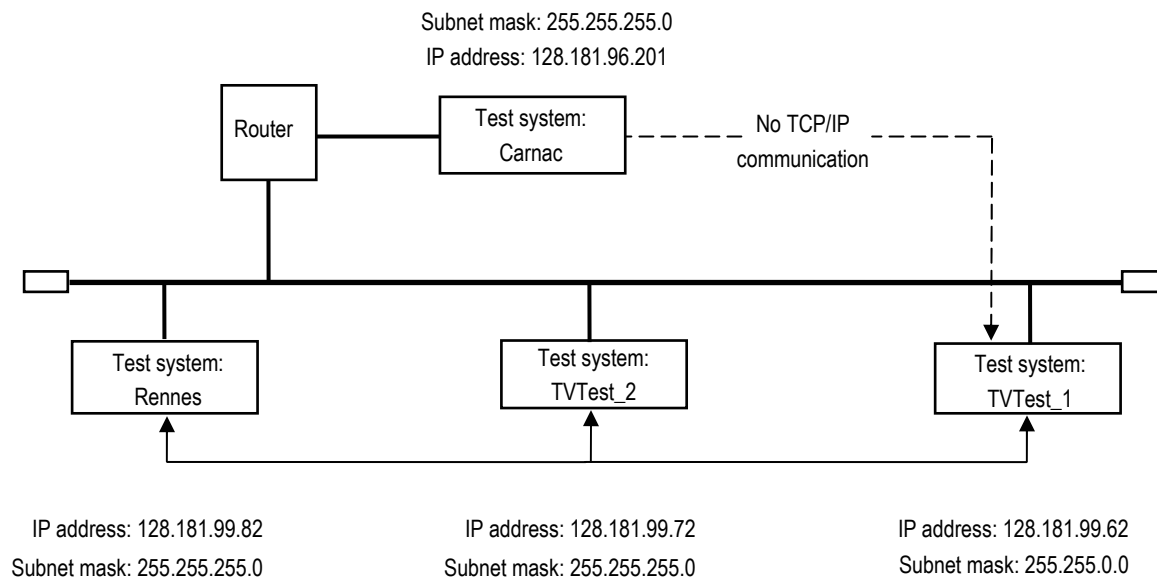 Subnet mask: 255.255.255.0
IP address: 128.181.96.201
Router
Test system:
Carnac
No TCP/IP
communication
Test system:
Rennes
Test system:
TVTest_2
Test system:
TVTest_1
IP address: 128.181.99.82
Subnet mask: 255.255.255.0
IP address: 128.181.99.72
Subnet mask: 255.255.255.0
IP address: 128.181.99.62
Subnet mask: 255.255.0.0